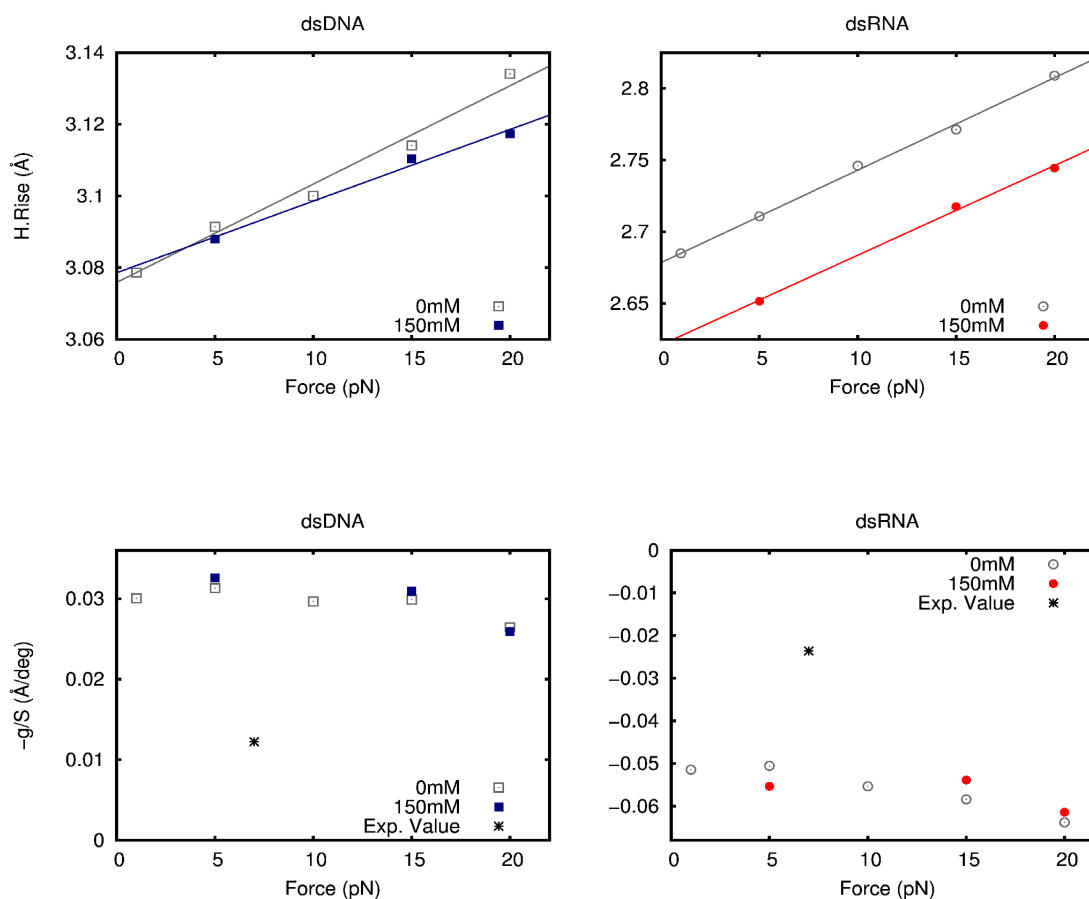 dsDNA
H.Rise (Å)
3.14
3.12
3.1
3.08
3.06
0mM
150mM
0 5 10 15 20
Force (pN)
dsRNA
2.8
2.75
2.7
2.65
0mM
150mM
0 5 10 15 20
Force (pN)
dsDNA
−g/S (Å/deg)
0.03
0.02
0.01
0
0mM
150mM
Exp. Value
0 5 10 15 20
Force (pN)
dsRNA
0
−0.01
−0.02
−0.03
−0.04
−0.05
−0.06
0mM
150mM
Exp. Value
0 5 10 15 20
Force (pN)